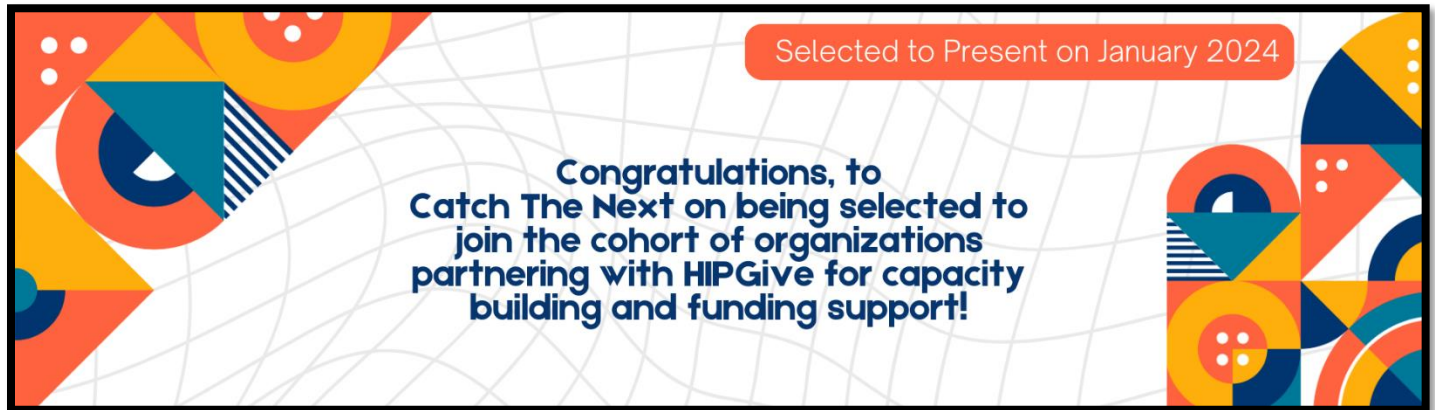 Selected to Present on January 2024
Congratulations, to
Catch The Next on being selected to
join the cohort of organizations
partnering with HIPGive for capacity
building and funding support!